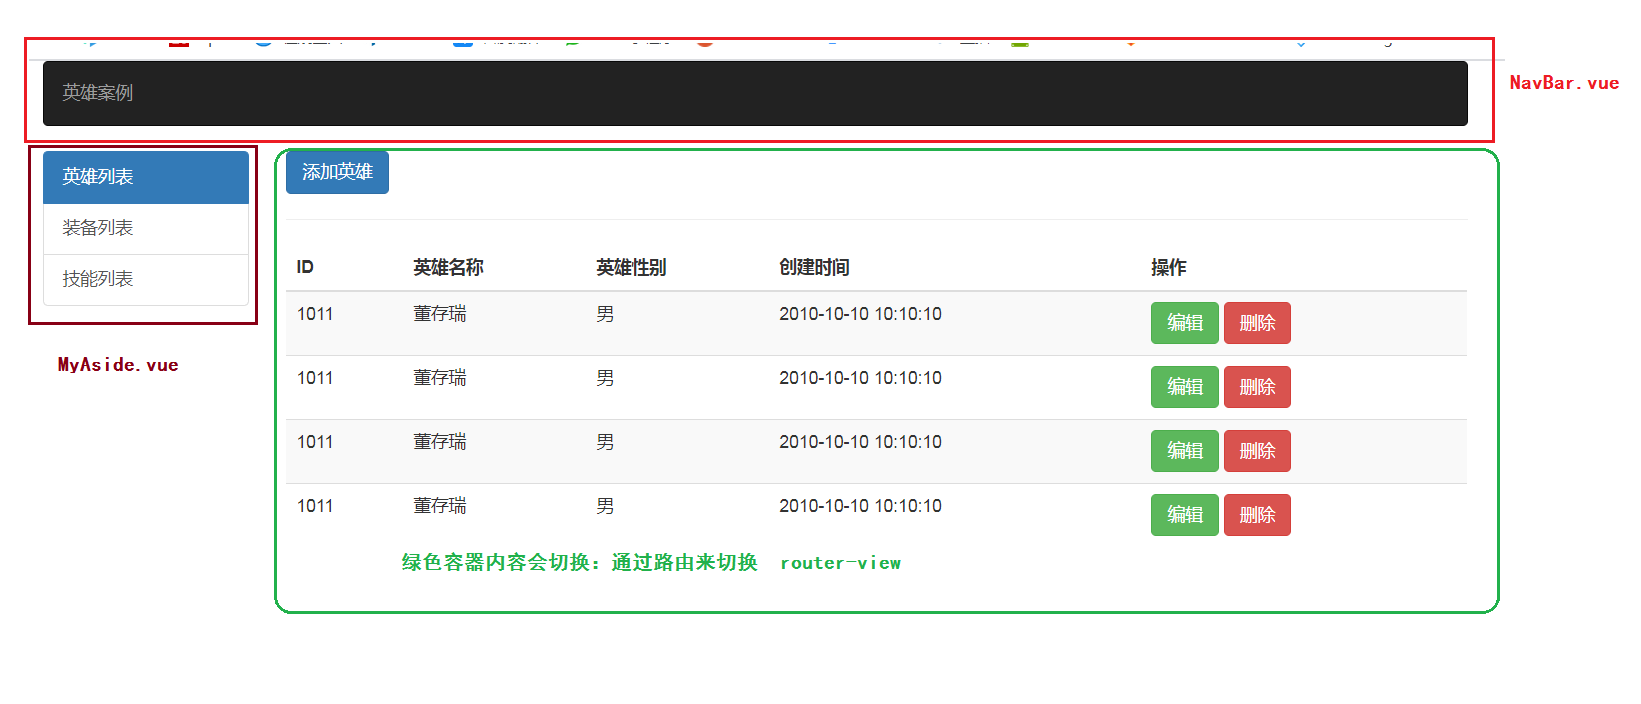 英雄案例
NavBar.vue
英雄列表
装备列表
技能列表
MyAside.vue
添加英雄
ID 英雄名称 英雄性别 创建时间 操作
1011 董存瑞 男 2010-10-10 10:10:10 编辑 删除
1011 董存瑞 男 2010-10-10 10:10:10 编辑 删除
1011 董存瑞 男 2010-10-10 10:10:10 编辑 删除
1011 董存瑞 男 2010-10-10 10:10:10 编辑 删除
绿色容器内容会切换：通过路由来切换 router-view